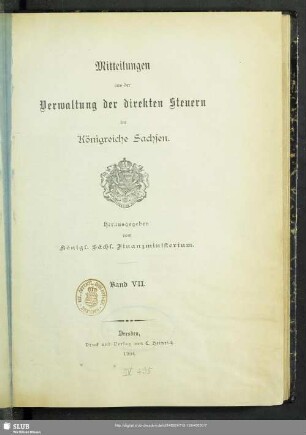 Mitteilungen
aus der
Verwaltung der direkten Steuern
im
Königreiche Sachsen.
Herausgegeben
vom
Königl. Sächs. Finanzministerium.
Band VII.
Dresden,
Druck und Verlag von C. Heinrich
SLUB